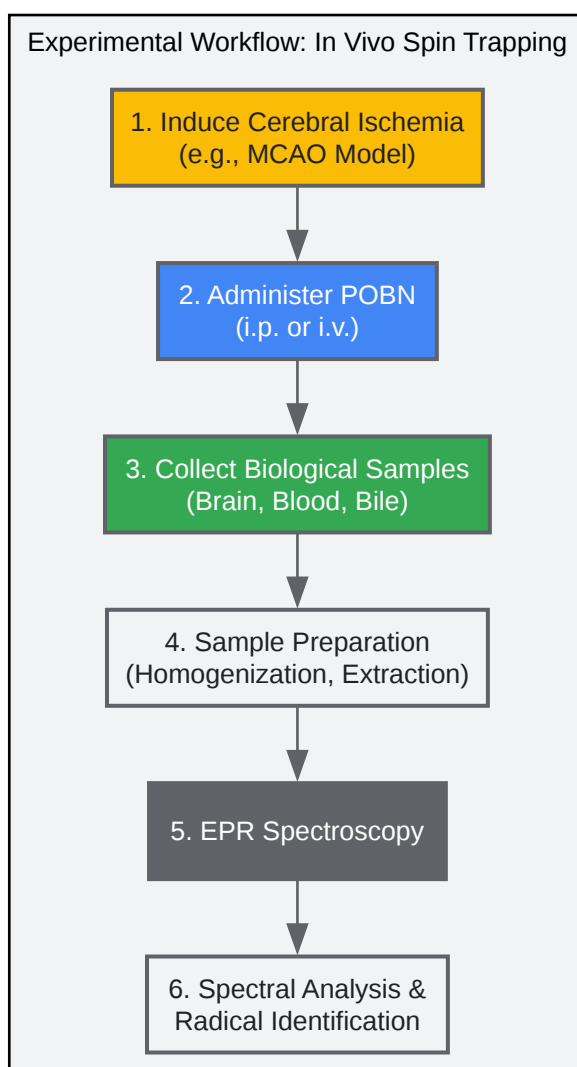 Experimental Workflow: In Vivo Spin Trapping
1. Induce Cerebral Ischemia
(e.g., MCAO Model)
2. Administer POBN
(i.p. or i.v.)
3. Collect Biological Samples
(Brain, Blood, Bile)
4. Sample Preparation
(Homogenization, Extraction)
5. EPR Spectroscopy
6. Spectral Analysis &
Radical Identification